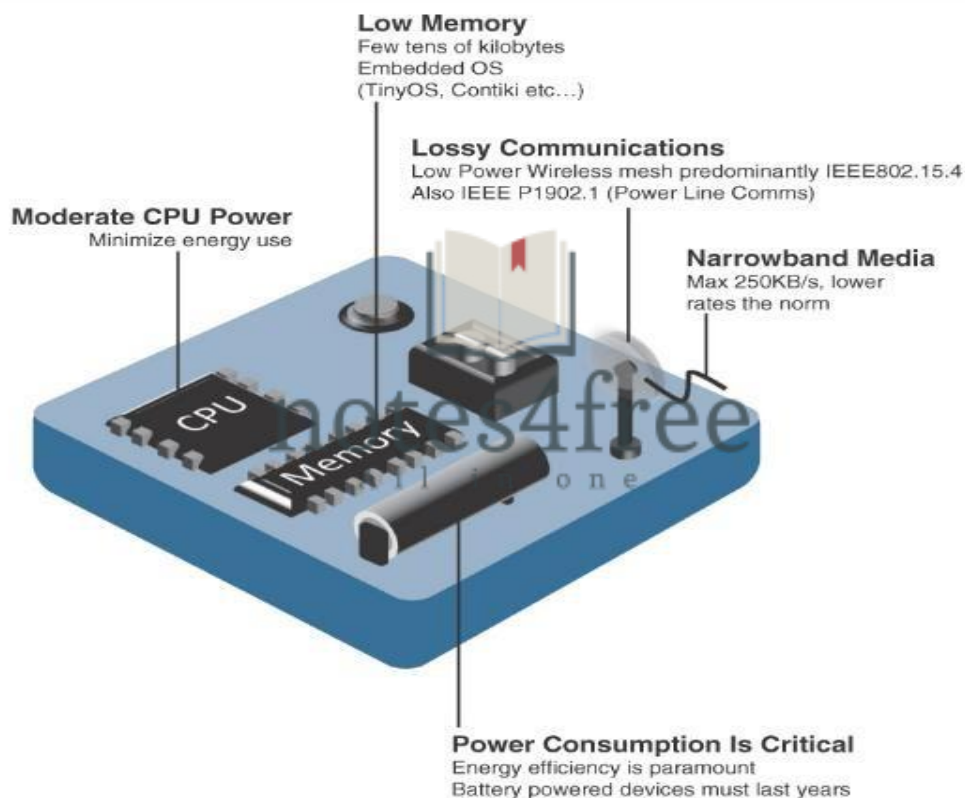 Low Memory
Few tens of kilobytes
Embedded OS
(TinyOS, Contiki etc...)
Lossy Communications
Low Power Wireless mesh predominantly IEEE802.15.4
Also IEEE P1902.1 (Power Line Comms)
Moderate CPU Power
Minimize energy use
Narrowband Media
Max 250KB/s, lower
rates the norm
CPU
Memory
notes4free
in one
Power Consumption Is Critical
Energy efficiency is paramount
Battery powered devices must last years